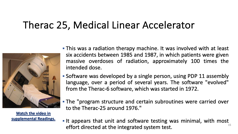 Therac 25, Medical Linear Accelerator
• This was a radiation therapy machine. It was involved with at least
six accidents between 1985 and 1987, in which patients were given
massive overdoses of radiation, approximately 100 times the
intended dose.
• Software was developed by a single person, using PDP 11 assembly
language, over a period of several years. The software "evolved"
from the Therac-6 software, which was started in 1972.
• The "program structure and certain subroutines were carried over
to the Therac-25 around 1976."
• It appears that unit and software testing was minimal, with most
effort directed at the integrated system test.
Watch the video in
supplemental Readings.